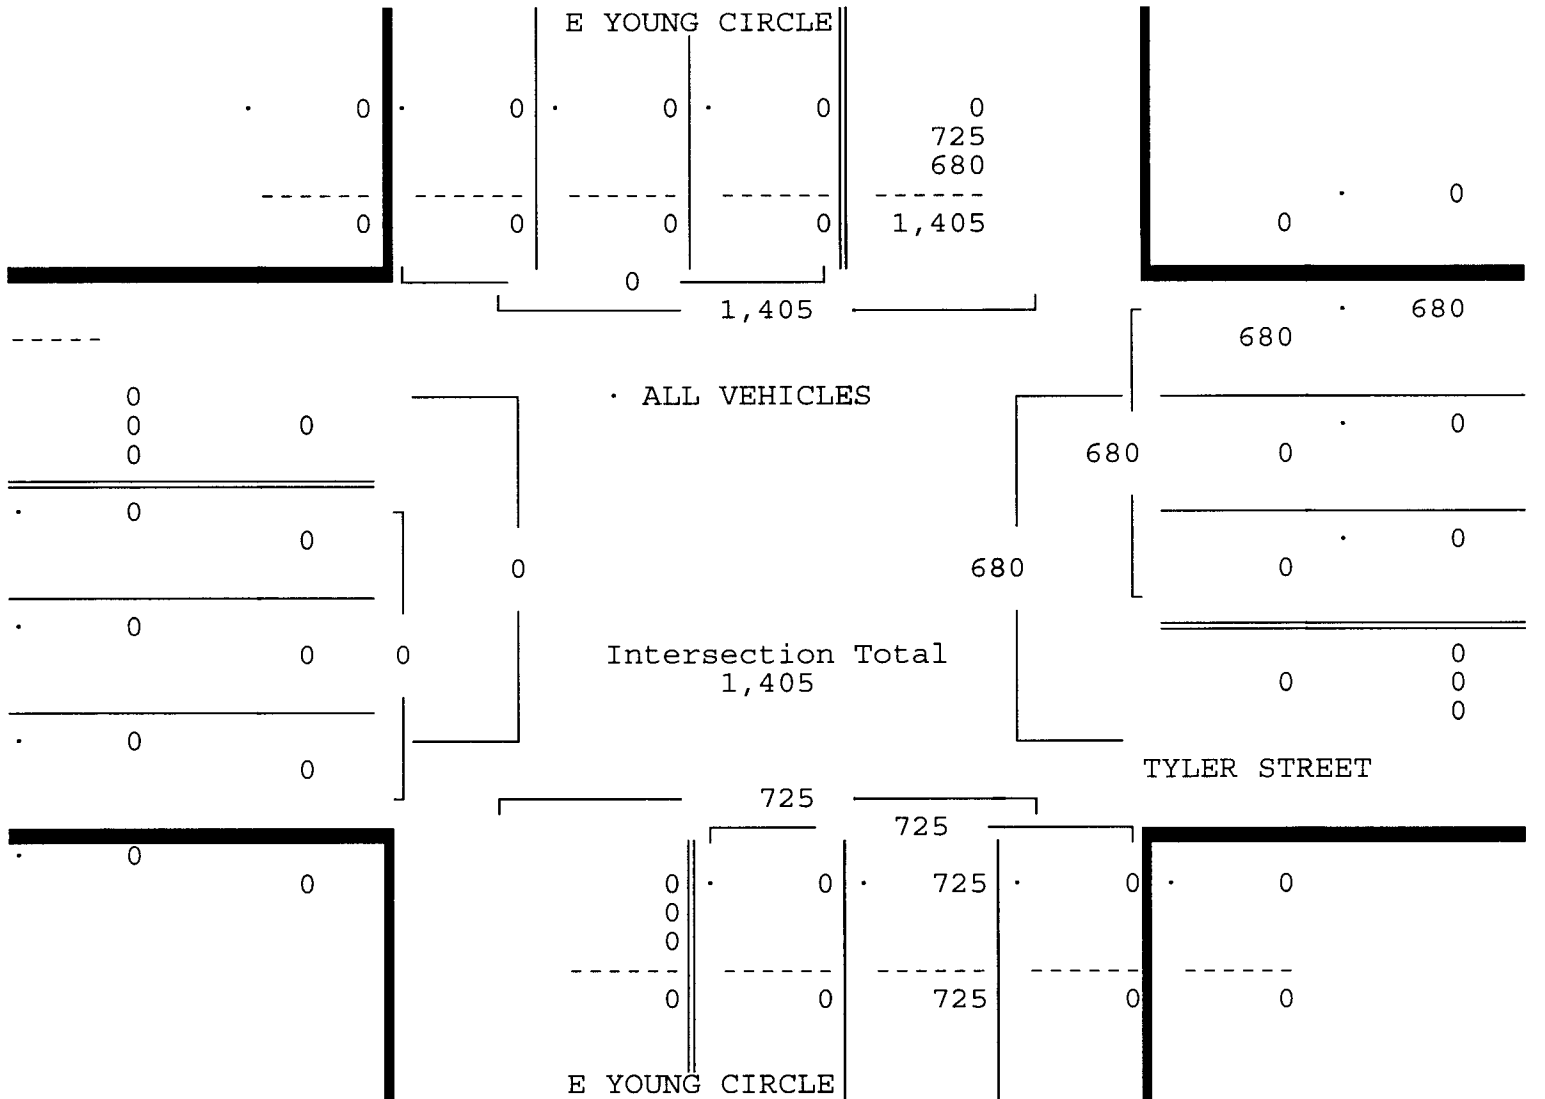 E YOUNG CIRCLE
· 0 · 0 · 0 · 0 0
725
680
------ ------ ------ ------ ------
· 0
0 0 0 0 1,405 0
0
1,405
· 680
----- 680
0 · ALL VEHICLES
0 0 · 0
0 680 0
· 0
0 · 0
0 680 0
· 0
0 0 Intersection Total 0
1,405 0 0
0
· 0
0 TYLER STREET
725
725
· 0
0 0 · 0 · 725 · 0 · 0
0
0
------ ------ ------ ------ ------
0 0 725 0 0
E YOUNG CIRCLE